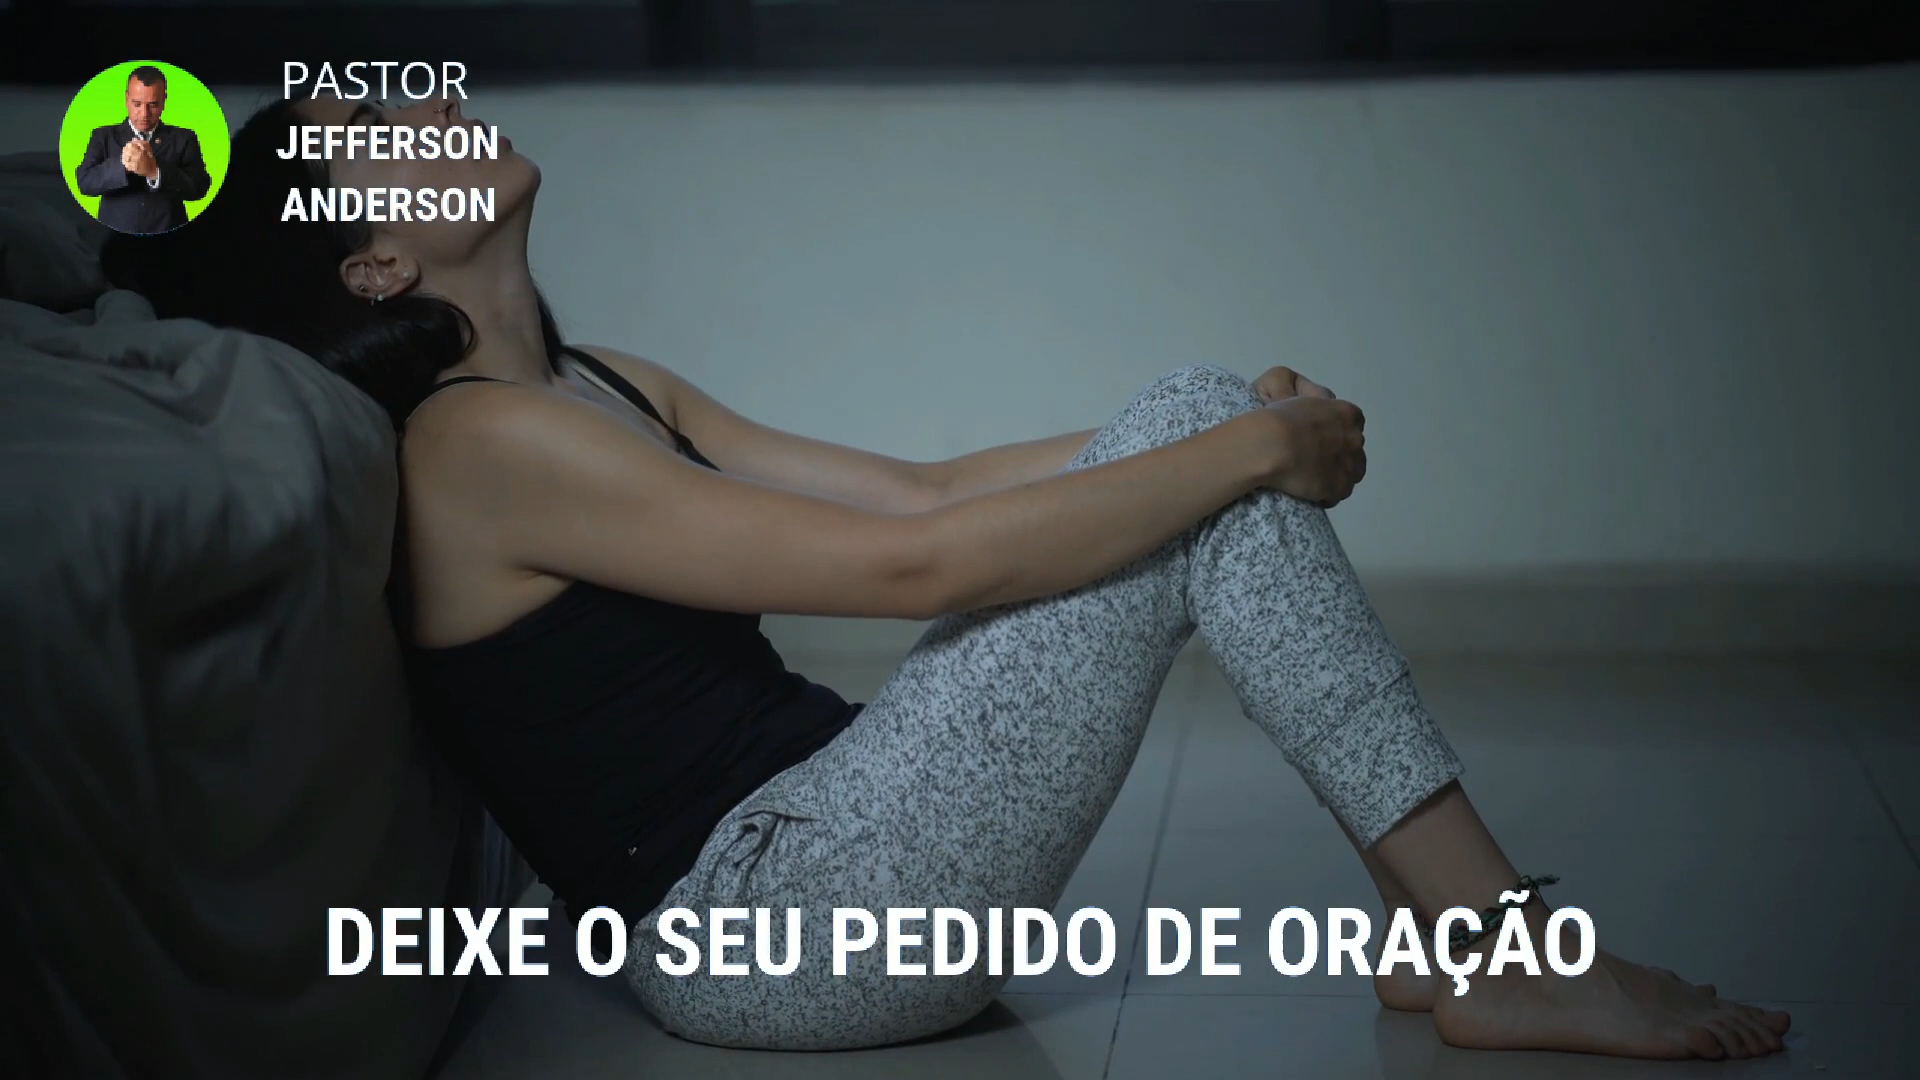 PASTOR
JEFFERSON
ANDERSON
DEIXE O SEU PEDIDO DE ORAÇÃO